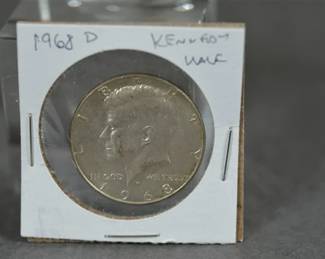 1968 D KENNEDY
HALF
LIBERTY
IN GOD WE TRUST
1968